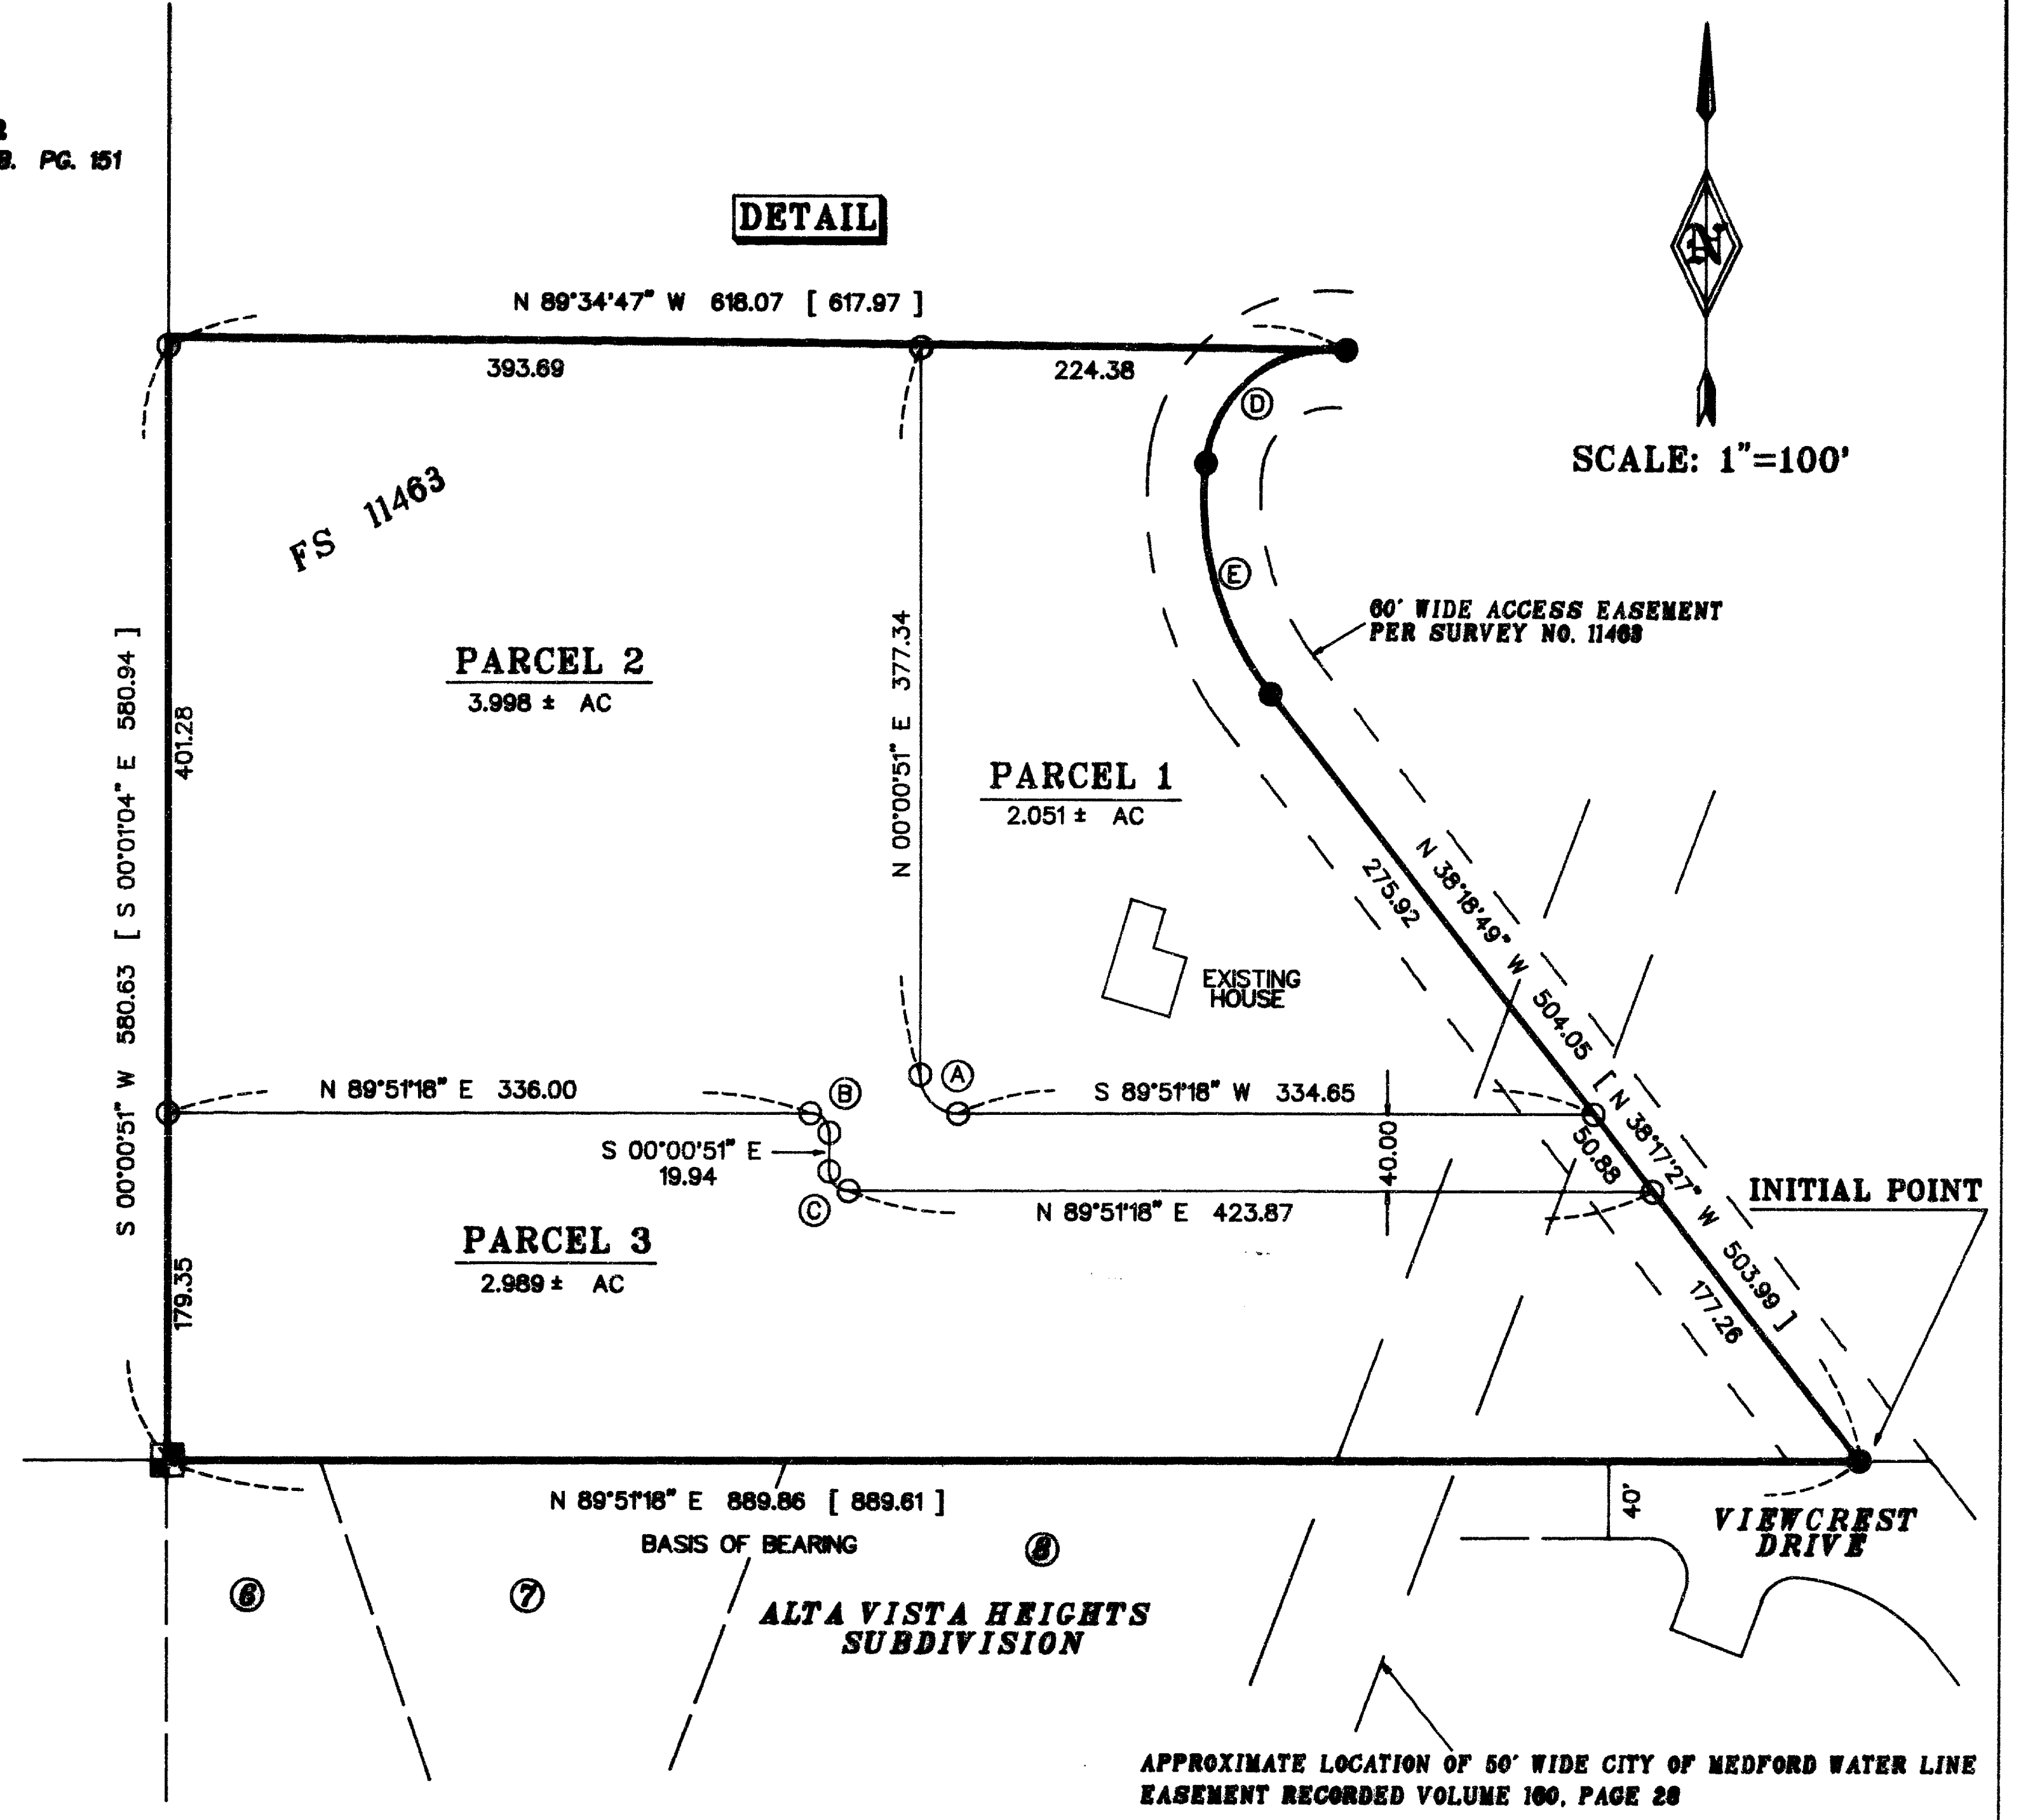 B. PG. 151
DETAIL
N
SCALE: 1"=100'
N 89°34'47" W 618.07 [ 617.97 ]
393.69
224.38
D
FS 11463
E
60' WIDE ACCESS EASEMENT
PER SURVEY NO. 11463
S 00°00'51" W 580.63 [ S 00°01'04" E 580.94 ]
401.28
PARCEL 2
3.998 ± AC
N 00°00'51" E 377.34
PARCEL 1
2.051 ± AC
275.92
N 38°18'49" W 504.05 [ N 38°17'27" W 503.99 ]
EXISTING
HOUSE
N 89°51'18" E 336.00
B
A
S 89°51'18" W 334.65
S 00°00'51" E
19.94
40.00
50.88
C
N 89°51'18" E 423.87
INITIAL POINT
PARCEL 3
2.989 ± AC
179.35
177.26
N 89°51'18" E 889.86 [ 889.61 ]
BASIS OF BEARING
40'
VIEWCREST
DRIVE
6
7
8
ALTA VISTA HEIGHTS
SUBDIVISION
APPROXIMATE LOCATION OF 50' WIDE CITY OF MEDFORD WATER LINE
EASEMENT RECORDED VOLUME 160, PAGE 28